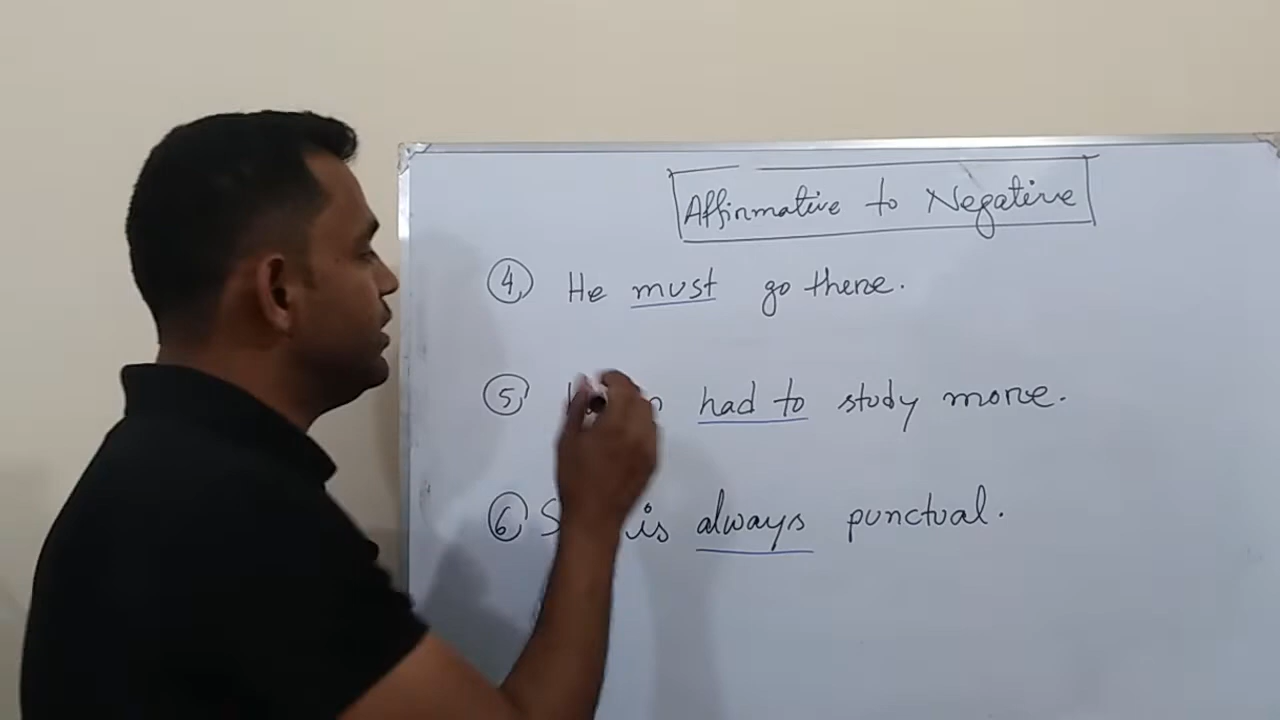 Affirmative to Negative
4 He must go there.
5 had to study more.
6 is always punctual.